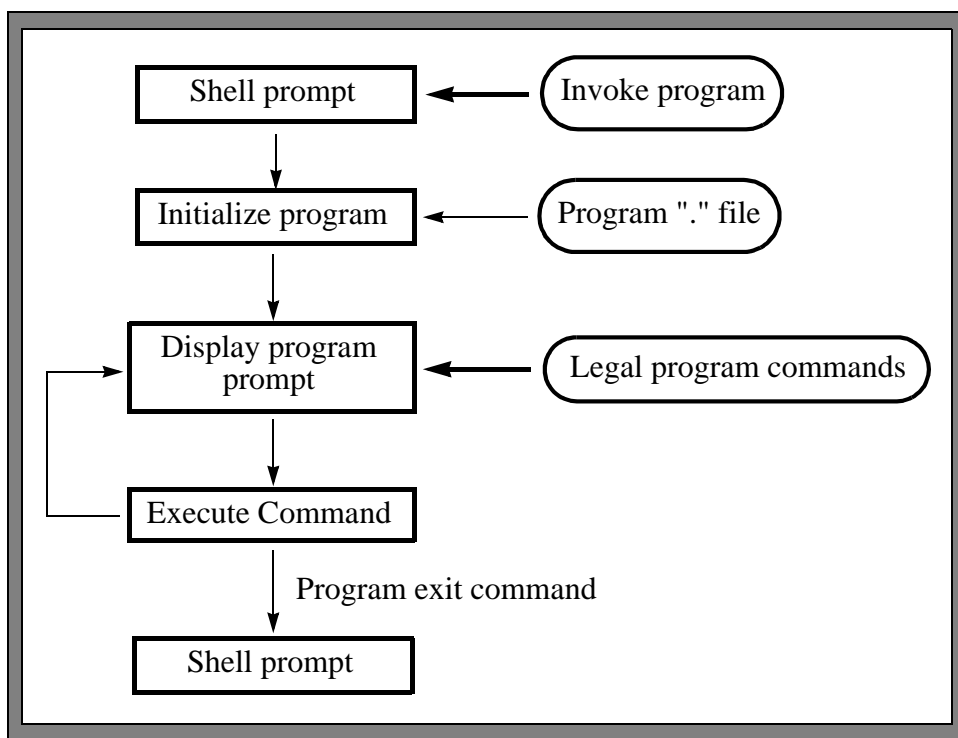 Shell prompt
Invoke program
Initialize program
Program "." file
Display program
prompt
Legal program commands
Execute Command
Program exit command
Shell prompt